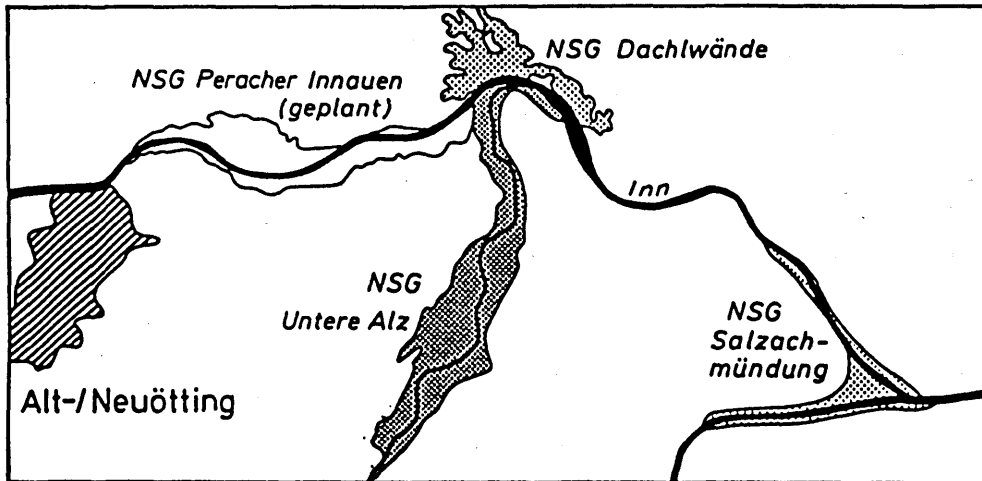 NSG Dachlwände
NSG Peracher Innauen
(geplant)
Inn
NSG
Untere Alz
NSG
Salzach-
mündung
Alt-/Neuötting